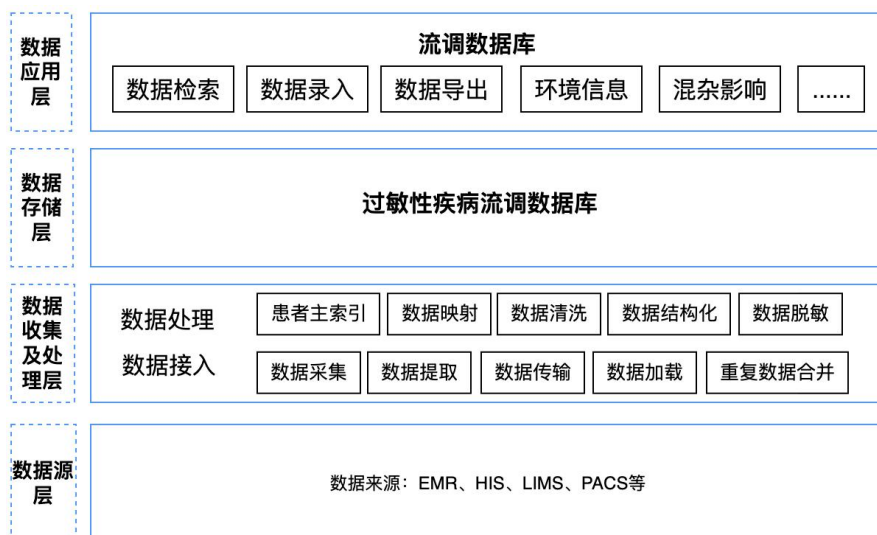 数据
应用
层
流调数据库
数据检索 数据录入 数据导出 环境信息 混杂影响 ......
数据
存储
层
过敏性疾病流调数据库
数据
收集
及处
理层
数据处理 患者主索引 数据映射 数据清洗 数据结构化 数据脱敏
数据接入 数据采集 数据提取 数据传输 数据加载 重复数据合并
数据源
层
数据来源：EMR、HIS、LIMS、PACS等